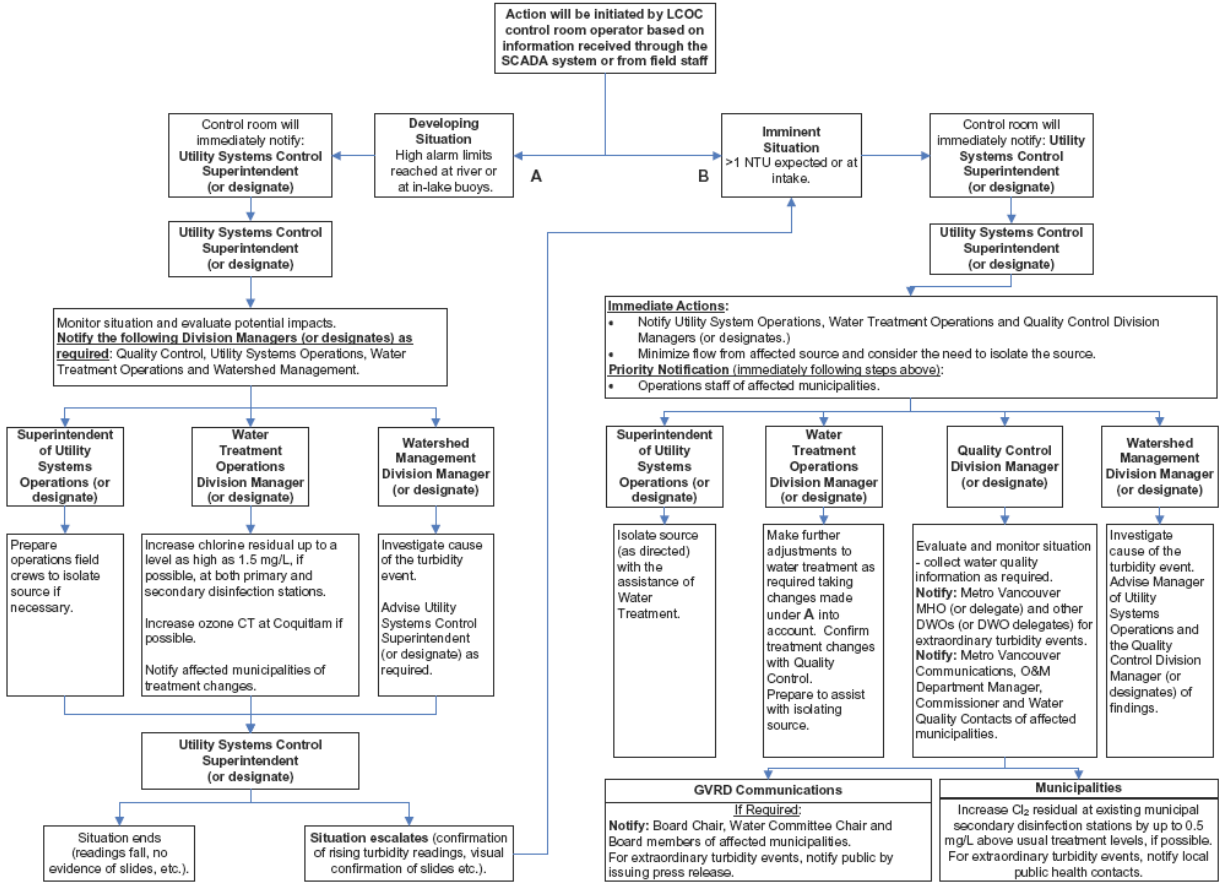 Action will be initiated by LCOC
control room operator based on
information received through the
SCADA system or from field staff
Control room will
immediately notify:
Utility Systems Control
Superintendent
(or designate)
Developing
Situation
High alarm limits
reached at river or
at in-lake buoys.
A
B
Imminent
Situation
>1 NTU expected or at
intake.
Control room will
immediately notify: Utility
Systems Control
Superintendent
(or designate)
Utility Systems Control
Superintendent
(or designate)
Utility Systems Control
Superintendent
(or designate)
Monitor situation and evaluate potential impacts.
Notify the following Division Managers (or designates) as
required: Quality Control, Utility Systems Operations, Water
Treatment Operations and Watershed Management.
Immediate Actions:
• Notify Utility System Operations, Water Treatment Operations and Quality Control Division
Managers (or designates.)
• Minimize flow from affected source and consider the need to isolate the source.
Priority Notification (immediately following steps above):
• Operations staff of affected municipalities.
Superintendent
of Utility
Systems
Operations (or
designate)
Water
Treatment
Operations
Division Manager
(or designate)
Watershed
Management
Division Manager
(or designate)
Superintendent
of Utility
Systems
Operations (or
designate)
Water
Treatment
Operations
Division Manager
(or designate)
Quality Control
Division Manager
(or designate)
Watershed
Management
Division Manager
(or designate)
Prepare
operations field
crews to isolate
source if
necessary.
Increase chlorine residual up to a
level as high as 1.5 mg/L, if
possible, at both primary and
secondary disinfection stations.
Increase ozone CT at Coquitlam if
possible.
Notify affected municipalities of
treatment changes.
Investigate cause
of the turbidity
event.
Advise Utility
Systems Control
Superintendent
(or designate) as
required.
Isolate source
(as directed)
with the
assistance of
Water
Treatment.
Make further
adjustments to
water treatment as
required taking
changes made
under A into
account. Confirm
treatment changes
with Quality
Control.
Prepare to assist
with isolating
source.
Evaluate and monitor situation
- collect water quality
information as required.
Notify: Metro Vancouver
MHO (or delegate) and other
DWOs (or DWO delegates) for
extraordinary turbidity events.
Notify: Metro Vancouver
Communications, O&M
Department Manager,
Commissioner and Water
Quality Contacts of affected
municipalities.
Investigate
cause of the
turbidity event.
Advise Manager
of Utility
Systems
Operations and
the Quality
Control Division
Manager (or
designates) of
findings.
Utility Systems Control
Superintendent
(or designate)
Situation ends
(readings fall, no
evidence of slides, etc.).
Situation escalates (confirmation
of rising turbidity readings, visual
confirmation of slides etc.).
GVRD Communications
If Required:
Notify: Board Chair, Water Committee Chair and
Board members of affected municipalities.
For extraordinary turbidity events, notify public by
issuing press release.
Municipalities
Increase Cl₂ residual at existing municipal
secondary disinfection stations by up to 0.5
mg/L above usual treatment levels, if possible.
For extraordinary turbidity events, notify local
public health contacts.